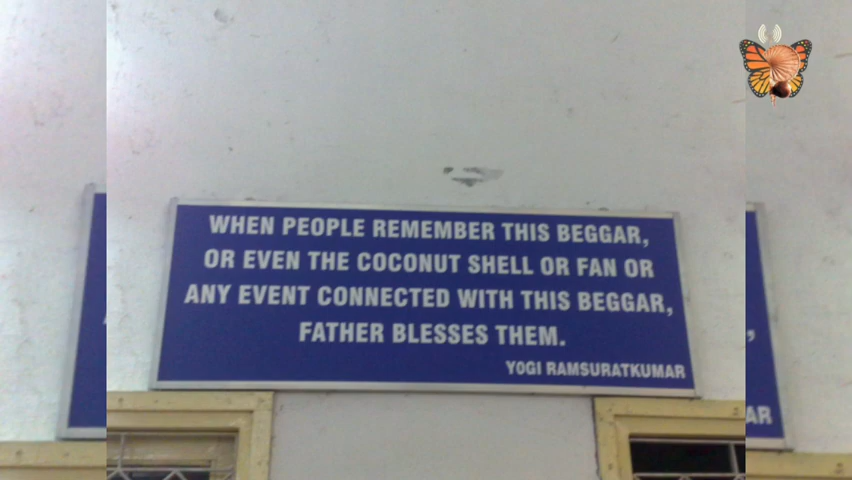 WHEN PEOPLE REMEMBER THIS BEGGAR,
OR EVEN THE COCONUT SHELL OR FAN OR
ANY EVENT CONNECTED WITH THIS BEGGAR,
FATHER BLESSES THEM.
YOGI RAMSURATKUMAR